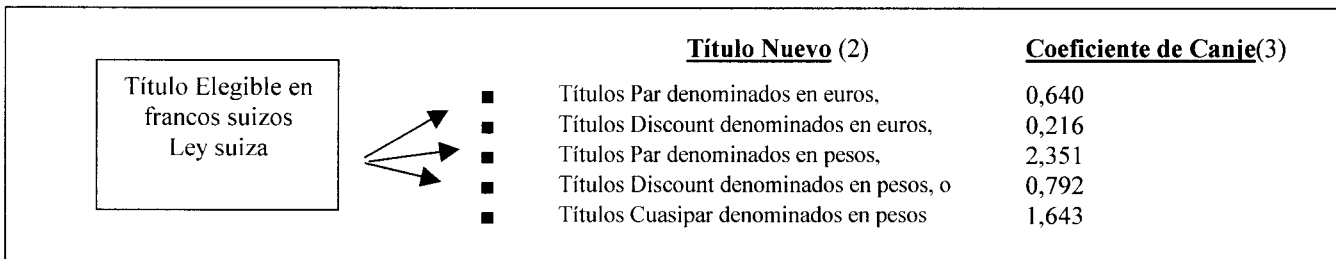 Título Nuevo (2) Coeficiente de Canje(3)
Título Elegible en
francos suizos
Ley suiza
■ Títulos Par denominados en euros, 0,640
■ Títulos Discount denominados en euros, 0,216
■ Títulos Par denominados en pesos, 2,351
■ Títulos Discount denominados en pesos, o 0,792
■ Títulos Cuasipar denominados en pesos 1,643